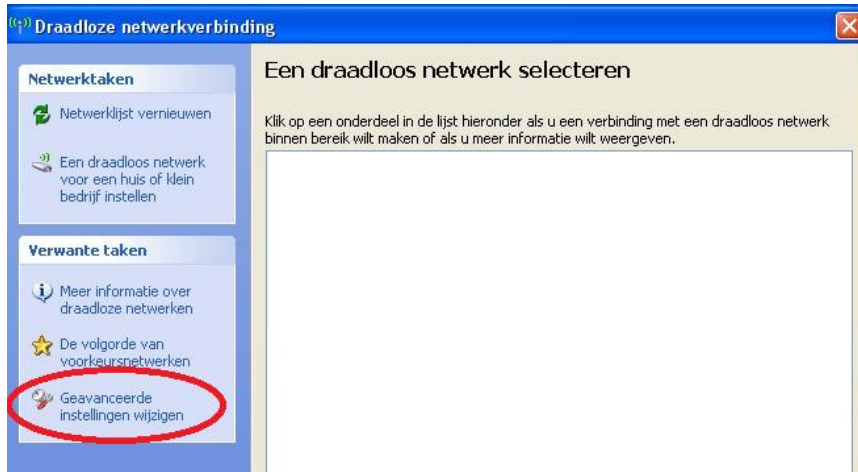 Draadloze netwerkverbinding
Netwerktaken
Netwerklijst vernieuwen
Een draadloos netwerk
voor een huis of klein
bedrijf instellen
Verwante taken
Meer informatie over
draadloze netwerken
De volgorde van
voorkeursnetwerken
Geavanceerde
instellingen wijzigen
Een draadloos netwerk selecteren
Klik op een onderdeel in de lijst hieronder als u een verbinding met een draadloos netwerk
binnen bereik wilt maken of als u meer informatie wilt weergeven.